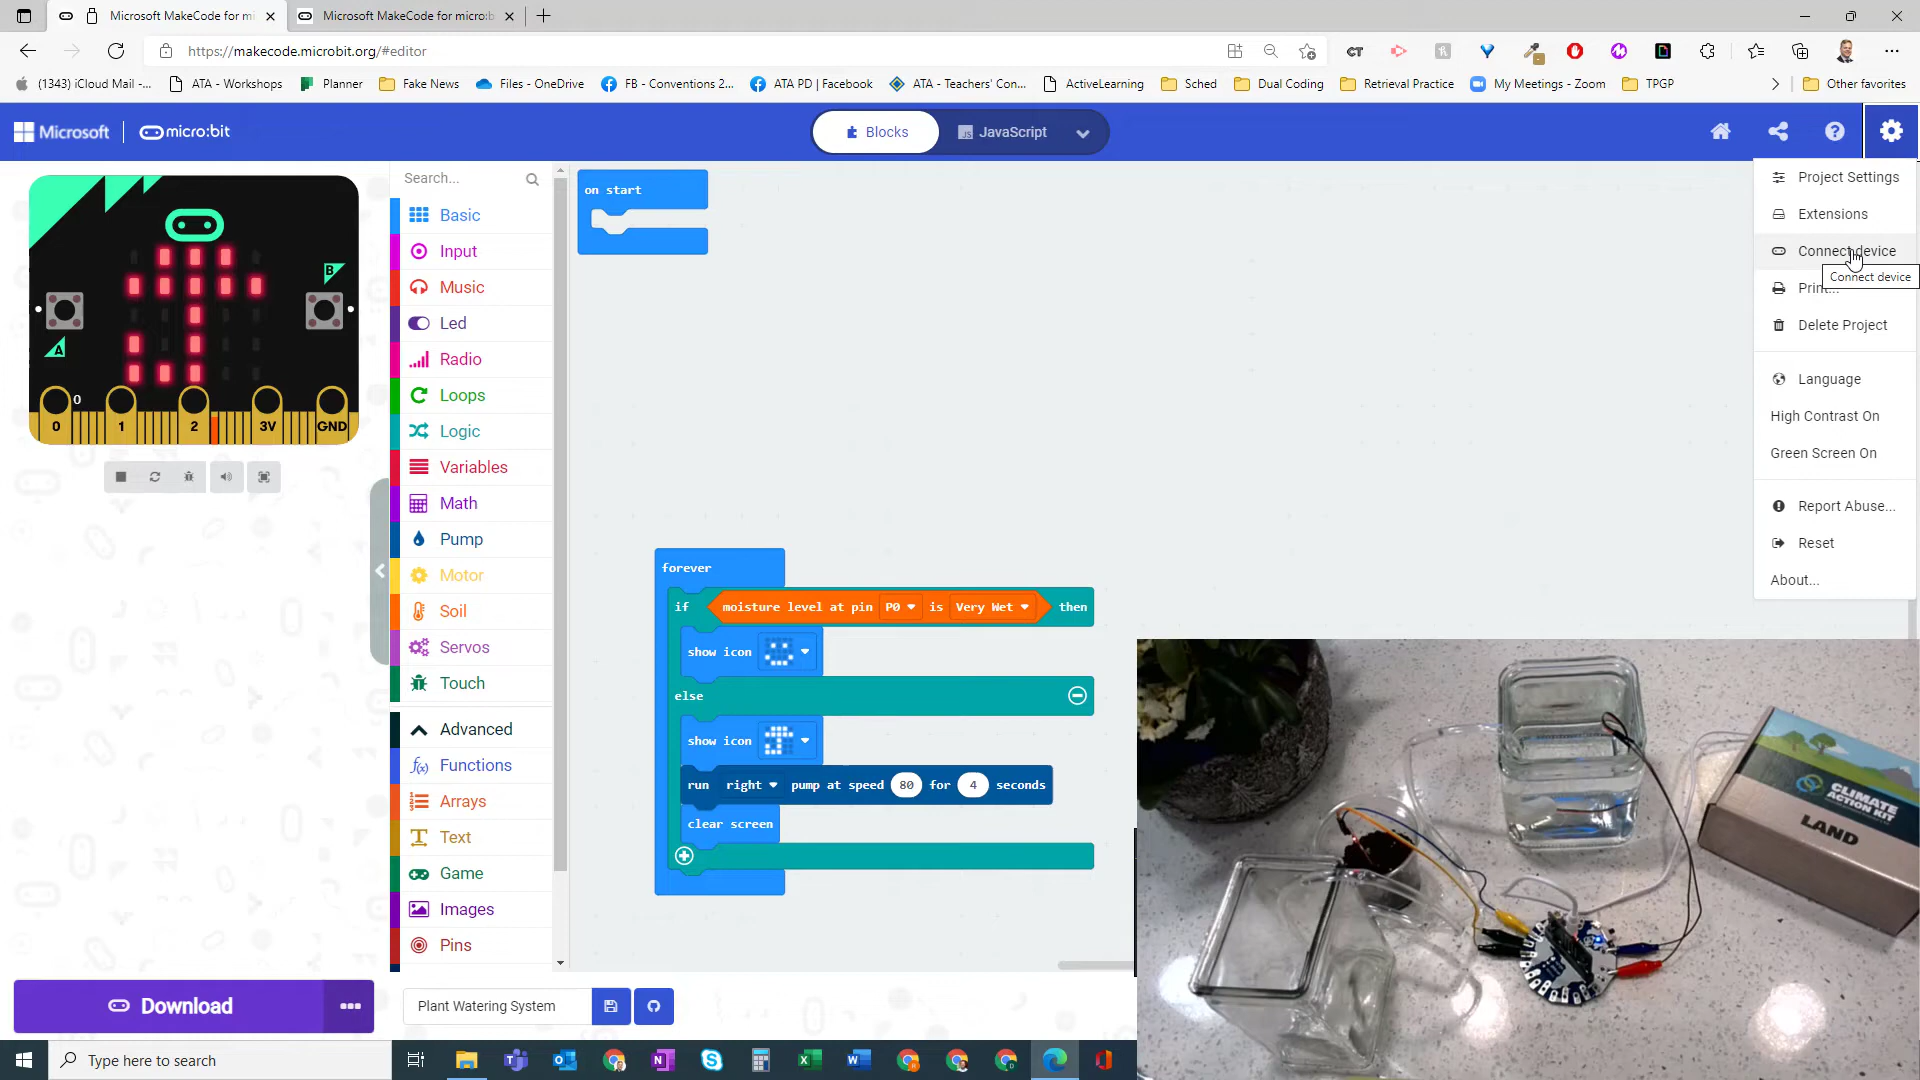 Microsoft MakeCode for mi
Microsoft MakeCode for micro:b
https://makecode.microbit.org/#editor
CT
(1343) iCloud Mail -...
ATA - Workshops
Planner
Fake News
Files - OneDrive
FB - Conventions 2...
ATA PD | Facebook
ATA - Teachers' Con...
ActiveLearning
Sched
Dual Coding
Retrieval Practice
My Meetings - Zoom
TPGP
Other favorites
Microsoft
micro:bit
Blocks
JavaScript
Project Settings
Extensions
Connect device
Connect device
Print...
Delete Project
Language
High Contrast On
Green Screen On
Report Abuse...
Reset
About...
B
A
0
0 1 2 3V GND
Search...
Basic
Input
Music
Led
Radio
Loops
Logic
Variables
Math
Pump
Motor
Soil
Servos
Touch
Advanced
Functions
Arrays
Text
Game
Images
Pins
on start
forever
if moisture level at pin P0 is Very Wet then
show icon
else
show icon
run right pump at speed 80 for 4 seconds
clear screen
CLIMATE
ACTION KIT
LAND
Download
Plant Watering System
Type here to search